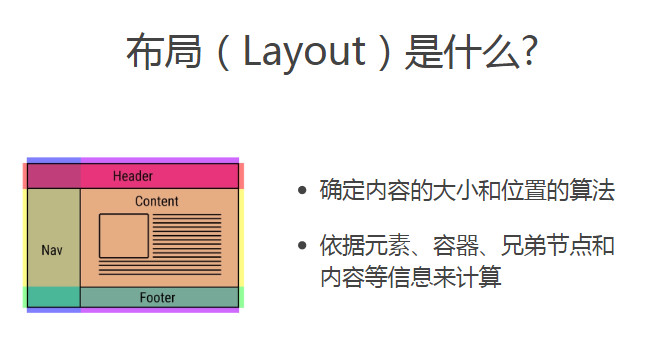 布局（Layout）是什么?
Header
Content
Nav
Footer
• 确定内容的大小和位置的算法
• 依据元素、容器、兄弟节点和
内容等信息来计算